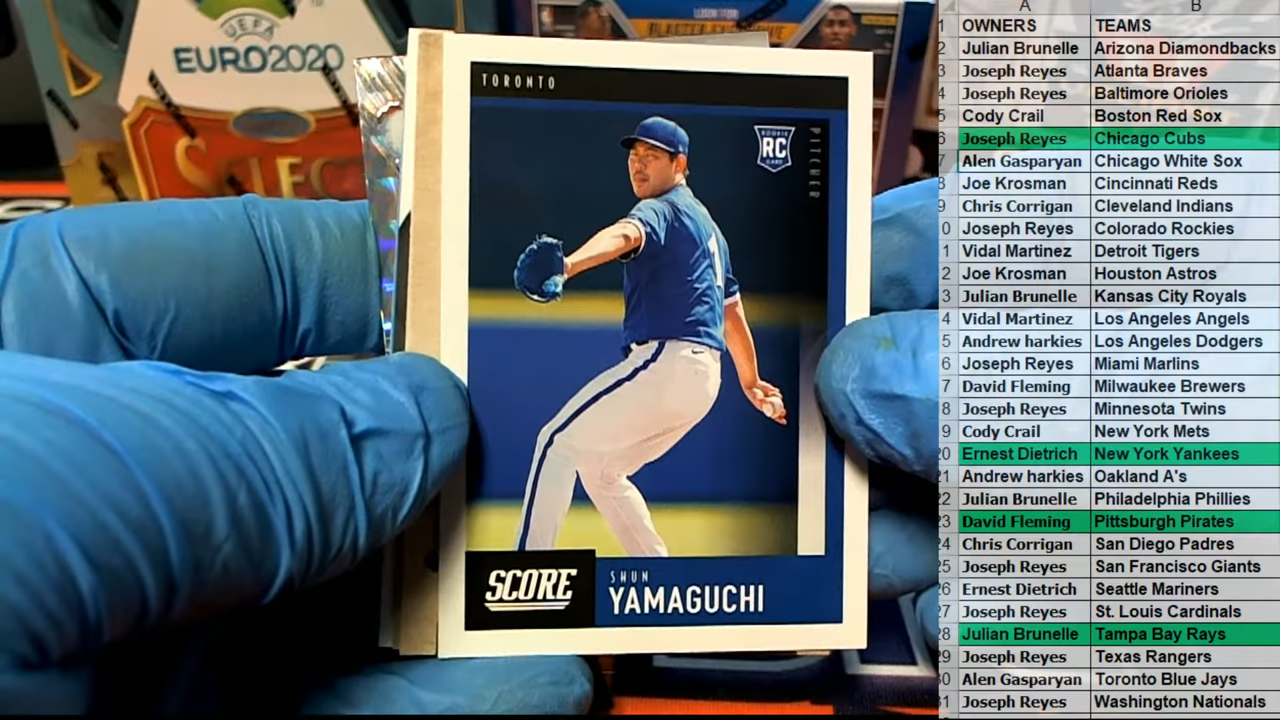 UEFA
EURO2020
SELEC
BLASTER
TORONTO
ROOKIE
RC
CARD
PITCHER
1
SCORE
SHUN
YAMAGUCHI
A B
1 OWNERS TEAMS
2 Julian Brunelle Arizona Diamondbacks
3 Joseph Reyes Atlanta Braves
4 Joseph Reyes Baltimore Orioles
5 Cody Crail Boston Red Sox
6 Joseph Reyes Chicago Cubs
7 Alen Gasparyan Chicago White Sox
8 Joe Krosman Cincinnati Reds
9 Chris Corrigan Cleveland Indians
0 Joseph Reyes Colorado Rockies
1 Vidal Martinez Detroit Tigers
2 Joe Krosman Houston Astros
3 Julian Brunelle Kansas City Royals
4 Vidal Martinez Los Angeles Angels
5 Andrew harkies Los Angeles Dodgers
6 Joseph Reyes Miami Marlins
7 David Fleming Milwaukee Brewers
8 Joseph Reyes Minnesota Twins
9 Cody Crail New York Mets
20 Ernest Dietrich New York Yankees
21 Andrew harkies Oakland A's
22 Julian Brunelle Philadelphia Phillies
23 David Fleming Pittsburgh Pirates
24 Chris Corrigan San Diego Padres
25 Joseph Reyes San Francisco Giants
26 Ernest Dietrich Seattle Mariners
27 Joseph Reyes St. Louis Cardinals
28 Julian Brunelle Tampa Bay Rays
29 Joseph Reyes Texas Rangers
30 Alen Gasparyan Toronto Blue Jays
31 Joseph Reyes Washington Nationals